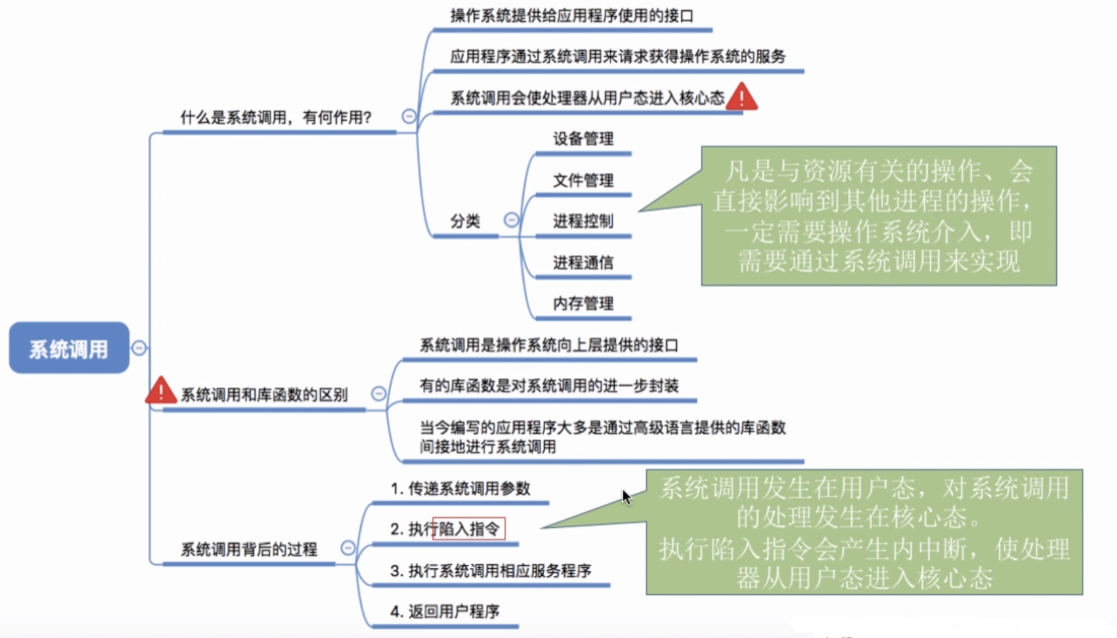 操作系统提供给应用程序使用的接口
应用程序通过系统调用来请求获得操作系统的服务
系统调用会使处理器从用户态进入核心态
什么是系统调用，有何作用?
设备管理
文件管理
分类
进程控制
进程通信
内存管理
凡是与资源有关的操作、会
直接影响到其他进程的操作，
一定需要操作系统介入，即
需要通过系统调用来实现
系统调用
系统调用是操作系统向上层提供的接口
系统调用和库函数的区别
有的库函数是对系统调用的进一步封装
当今编写的应用程序大多是通过高级语言提供的库函数
间接地进行系统调用
1. 传递系统调用参数
2. 执行陷入指令
系统调用背后的过程
3. 执行系统调用相应服务程序
4. 返回用户程序
系统调用发生在用户态，对系统调用
的处理发生在核心态。
执行陷入指令会产生内中断，使处理
器从用户态进入核心态